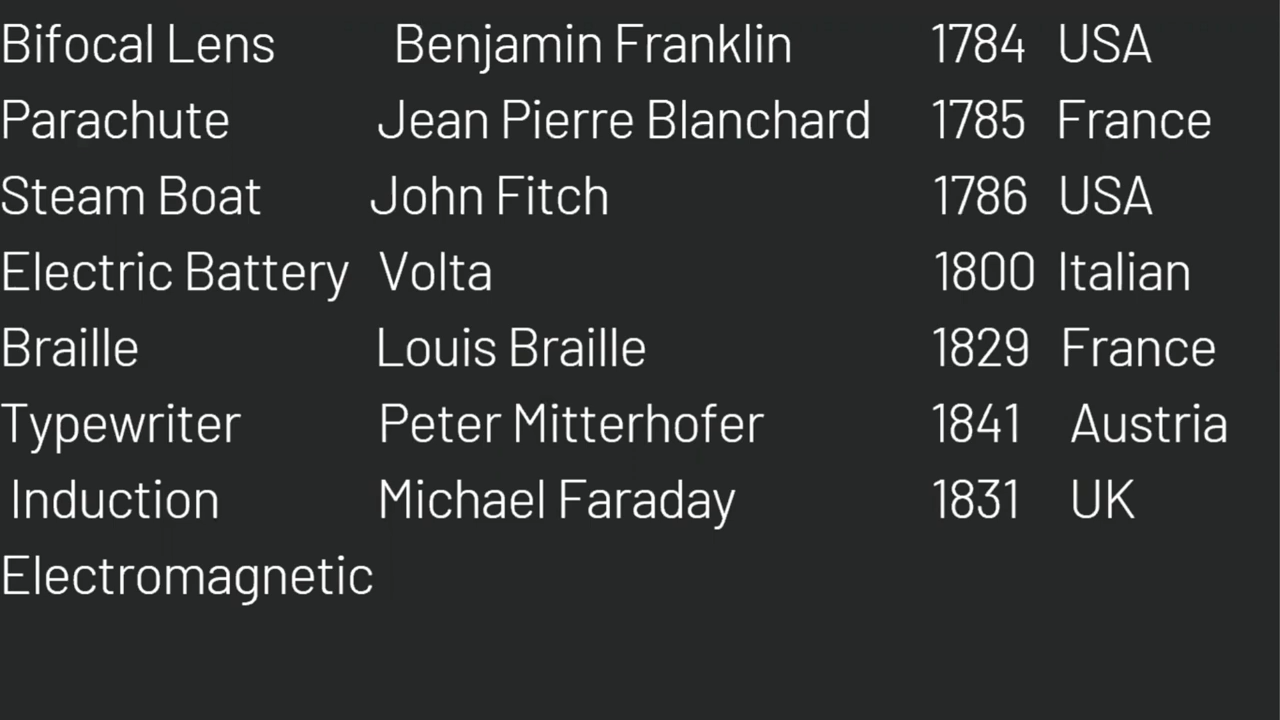 Bifocal Lens Benjamin Franklin 1784 USA
Parachute Jean Pierre Blanchard 1785 France
Steam Boat John Fitch 1786 USA
Electric Battery Volta 1800 Italian
Braille Louis Braille 1829 France
Typewriter Peter Mitterhofer 1841 Austria
Induction Michael Faraday 1831 UK
Electromagnetic